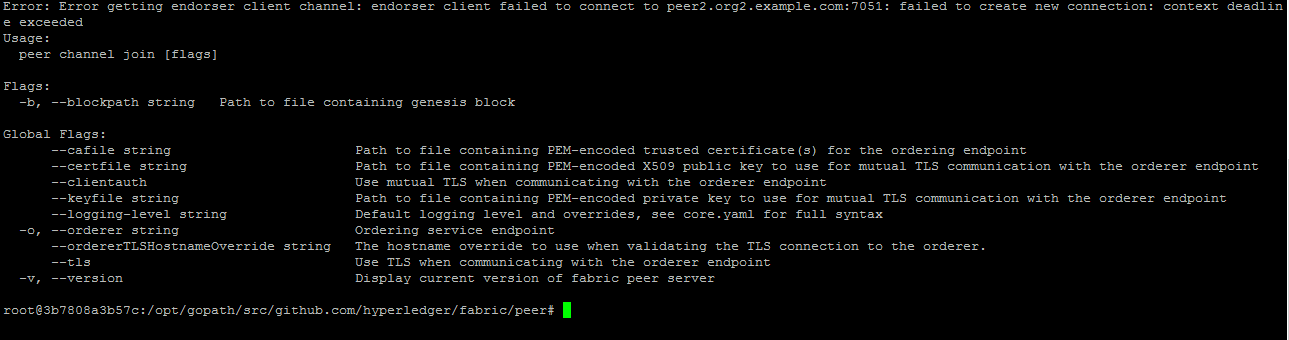 Error: Error getting endorser client channel: endorser client failed to connect to peer2.org2.example.com:7051: failed to create new connection: context deadlin
e exceeded
Usage:
  peer channel join [flags]

Flags:
  -b, --blockpath string   Path to file containing genesis block

Global Flags:
      --cafile string                       Path to file containing PEM-encoded trusted certificate(s) for the ordering endpoint
      --certfile string                     Path to file containing PEM-encoded X509 public key to use for mutual TLS communication with the orderer endpoint
      --clientauth                          Use mutual TLS when communicating with the orderer endpoint
      --keyfile string                      Path to file containing PEM-encoded private key to use for mutual TLS communication with the orderer endpoint
      --logging-level string                Default logging level and overrides, see core.yaml for full syntax
  -o, --orderer string                      Ordering service endpoint
      --ordererTLSHostnameOverride string   The hostname override to use when validating the TLS connection to the orderer.
      --tls                                 Use TLS when communicating with the orderer endpoint
  -v, --version                             Display current version of fabric peer server

root@3b7808a3b57c:/opt/gopath/src/github.com/hyperledger/fabric/peer#